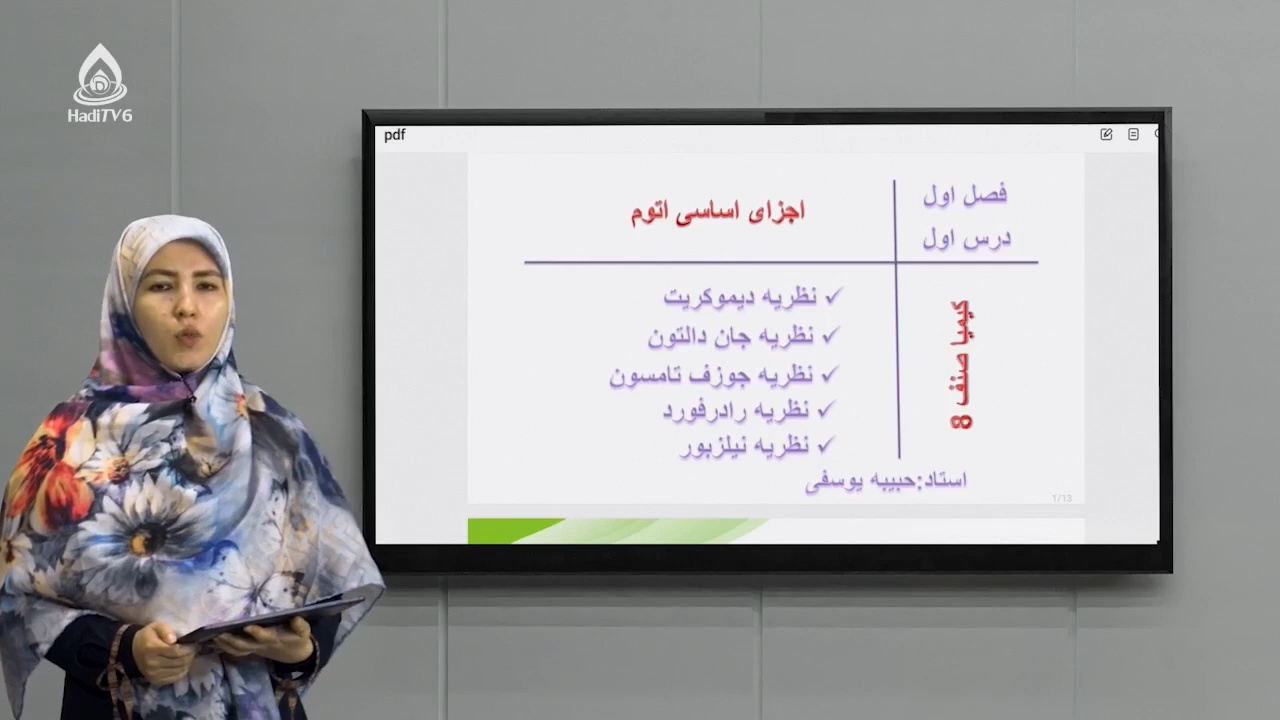 HadiTV6
pdf
فصل اول
درس اول
اجزای اساسی اتوم
✓ نظریه دیموکریت
✓ نظریه جان دالتون
✓ نظریه جوزف تامسون
✓ نظریه رادرفورد
✓ نظریه نیلزبور
کیمیا صنف 8
استاد:حبیبه یوسفی
1/13